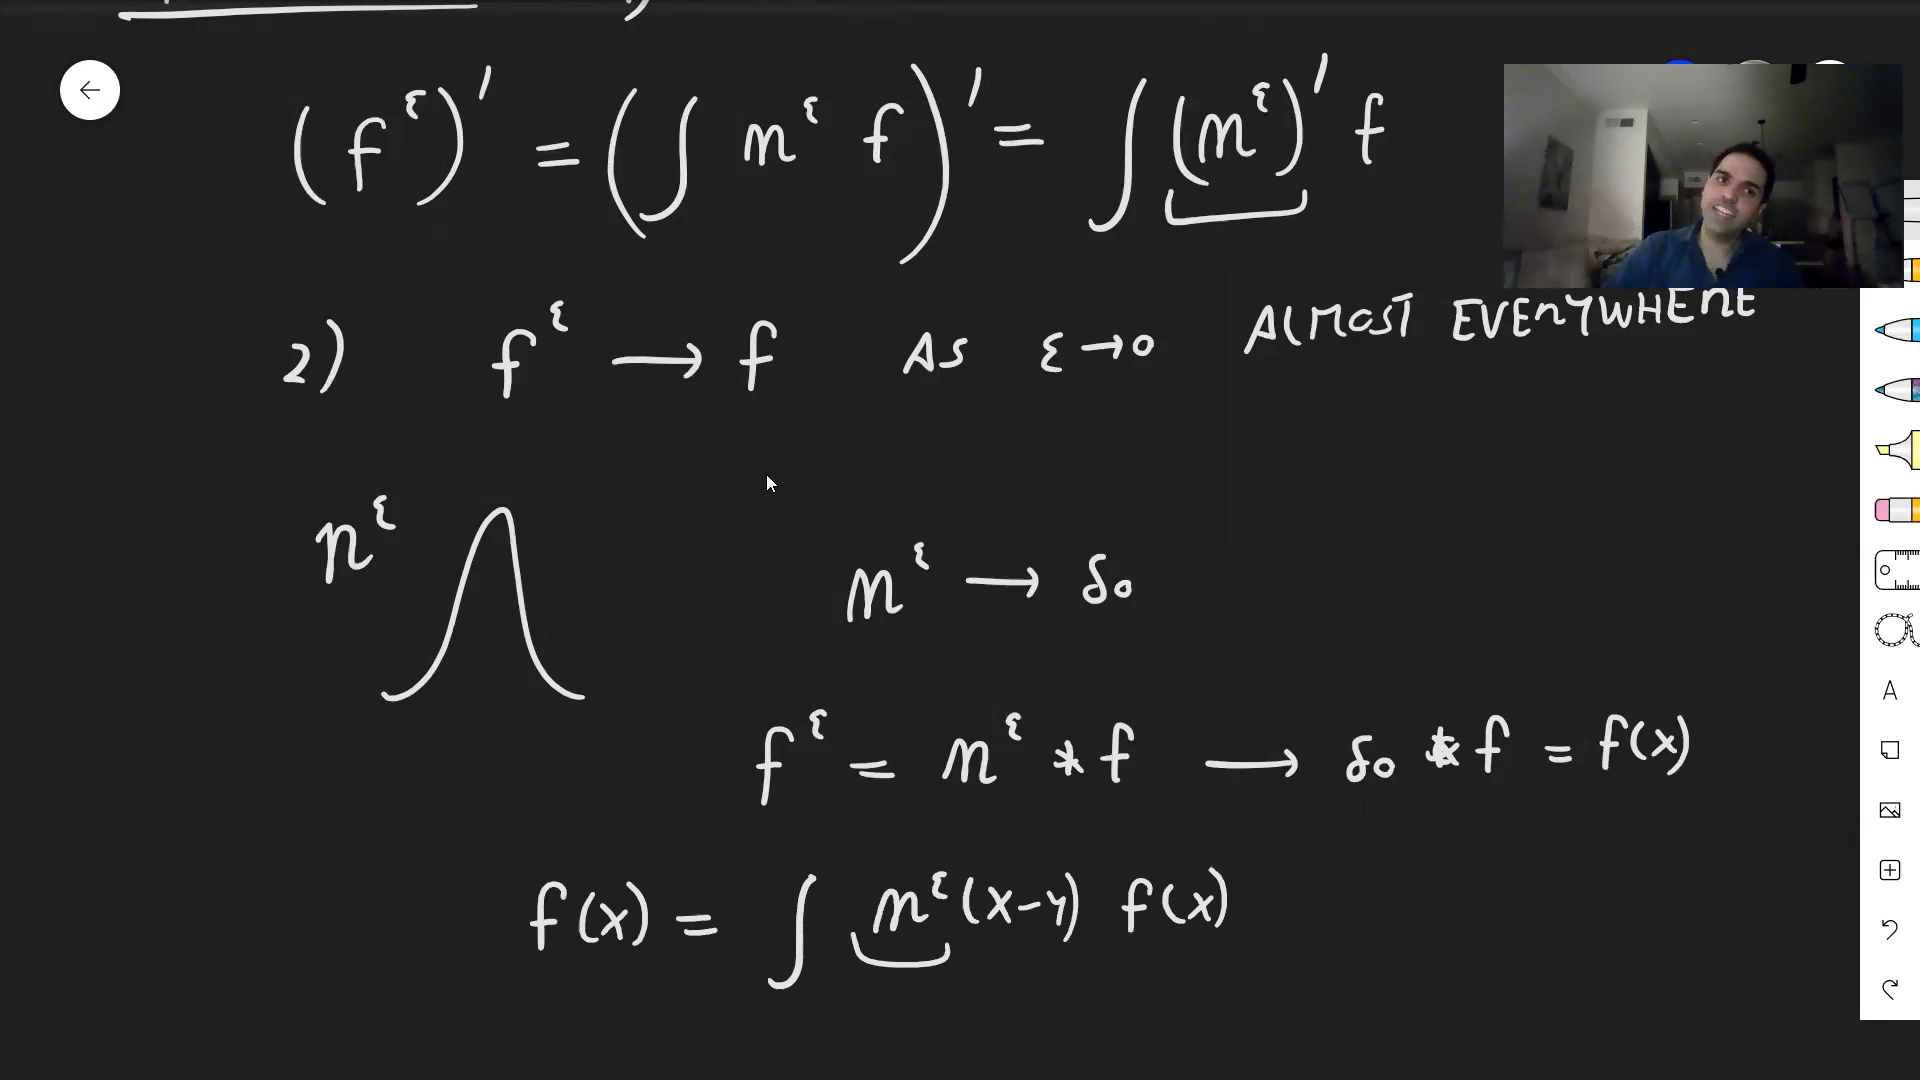 (f^ε)' = (∫ η^ε f)' = ∫ (η^ε)' f
2) f^ε → f AS ε→0 ALMOST EVERYWHERE
η^ε
η^ε → δ₀
f^ε = η^ε * f → δ₀ * f = f(x)
f(x) = ∫ η^ε(x-y) f(x)
A